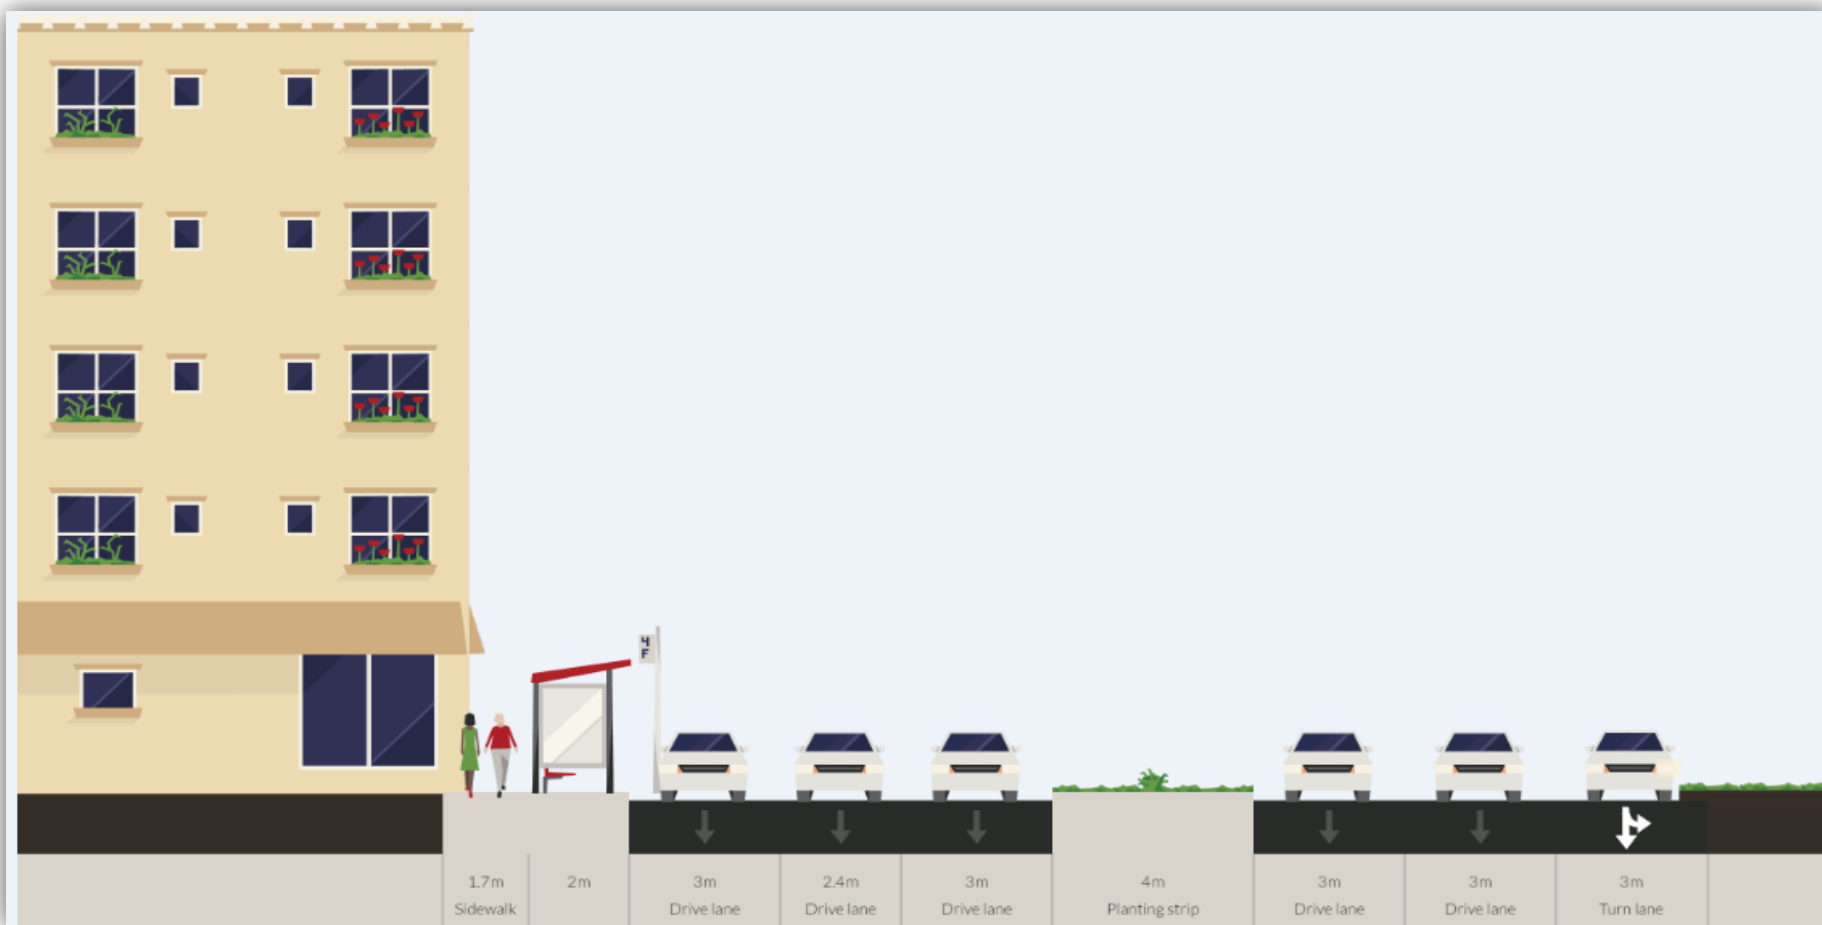 4
F
1.7m
Sidewalk
2m
3m
Drive lane
2.4m
Drive lane
3m
Drive lane
4m
Planting strip
3m
Drive lane
3m
Drive lane
3m
Turn lane